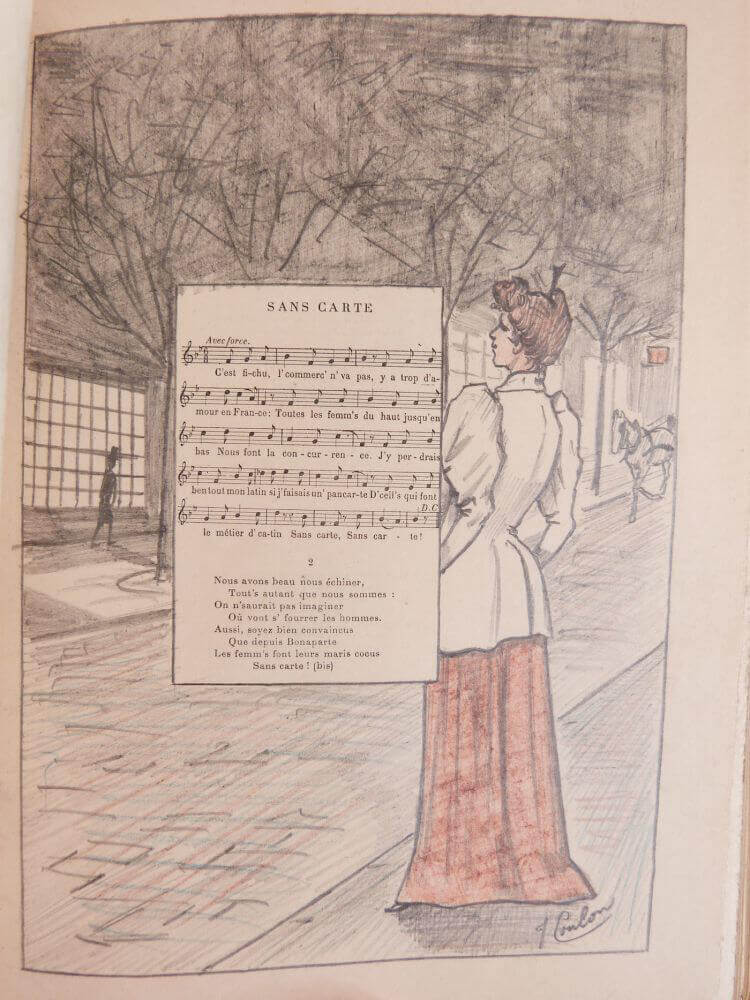 SANS CARTE
Avec force.
C'est fi-chu, l'commerc' n'va pas, y a trop d'a-
mour en Fran-ce: Toutes les femm's du haut jusqu'en
bas Nous font la con-cur-ren-ce. J'y per-drais
ben tout mon latin si j'faisais un' pancar-te D'cell's qui font
D.C
le métier d'ca-tin Sans carte, Sans car-te!
2
Nous avons beau nous échiner,
Tout's autant que nous sommes :
On n'saurait pas imaginer
Où vont s' fourrer les hommes.
Aussi, soyez bien convaincus
Que depuis Bonaparte
Les femm's font leurs maris cocus
Sans carte ! (bis)
J Coulon